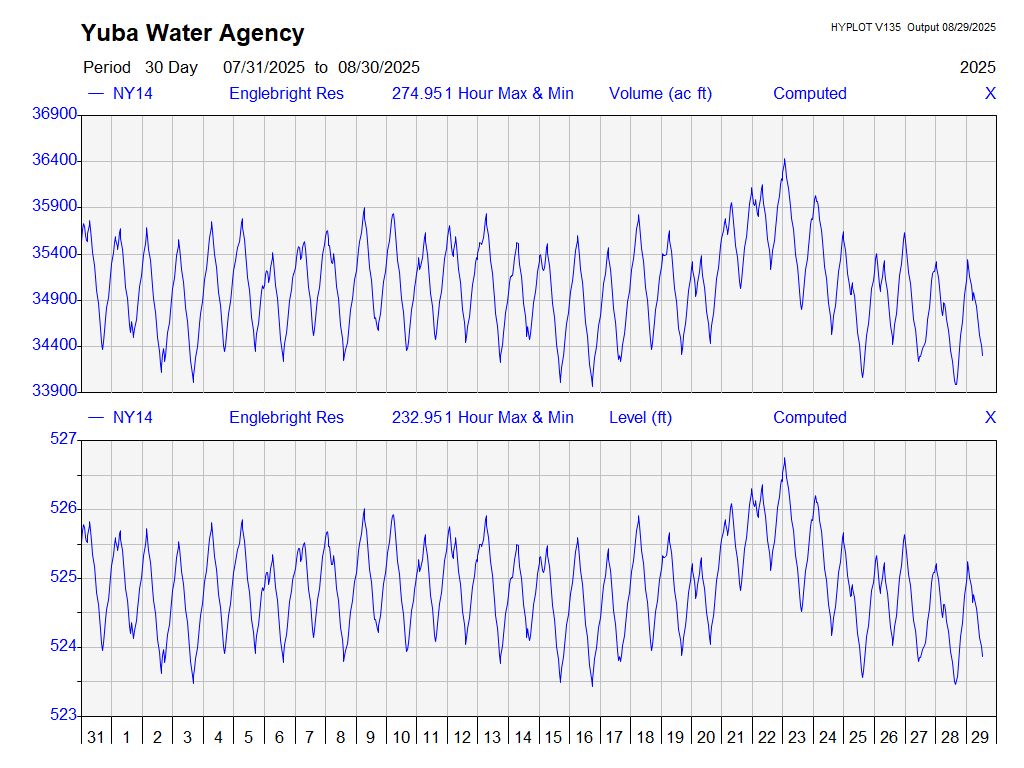 Yuba Water Agency
HYPLOT V135 Output 08/29/2025
Period 30 Day 07/31/2025 to 08/30/2025 2025
NY14 Englebright Res 274.951 Hour Max & Min Volume (ac ft) Computed X
36900
36400
35900
35400
34900
34400
33900
NY14 Englebright Res 232.951 Hour Max & Min Level (ft) Computed X
527
526
525
524
523
31 1 2 3 4 5 6 7 8 9 10 11 12 13 14 15 16 17 18 19 20 21 22 23 24 25 26 27 28 29